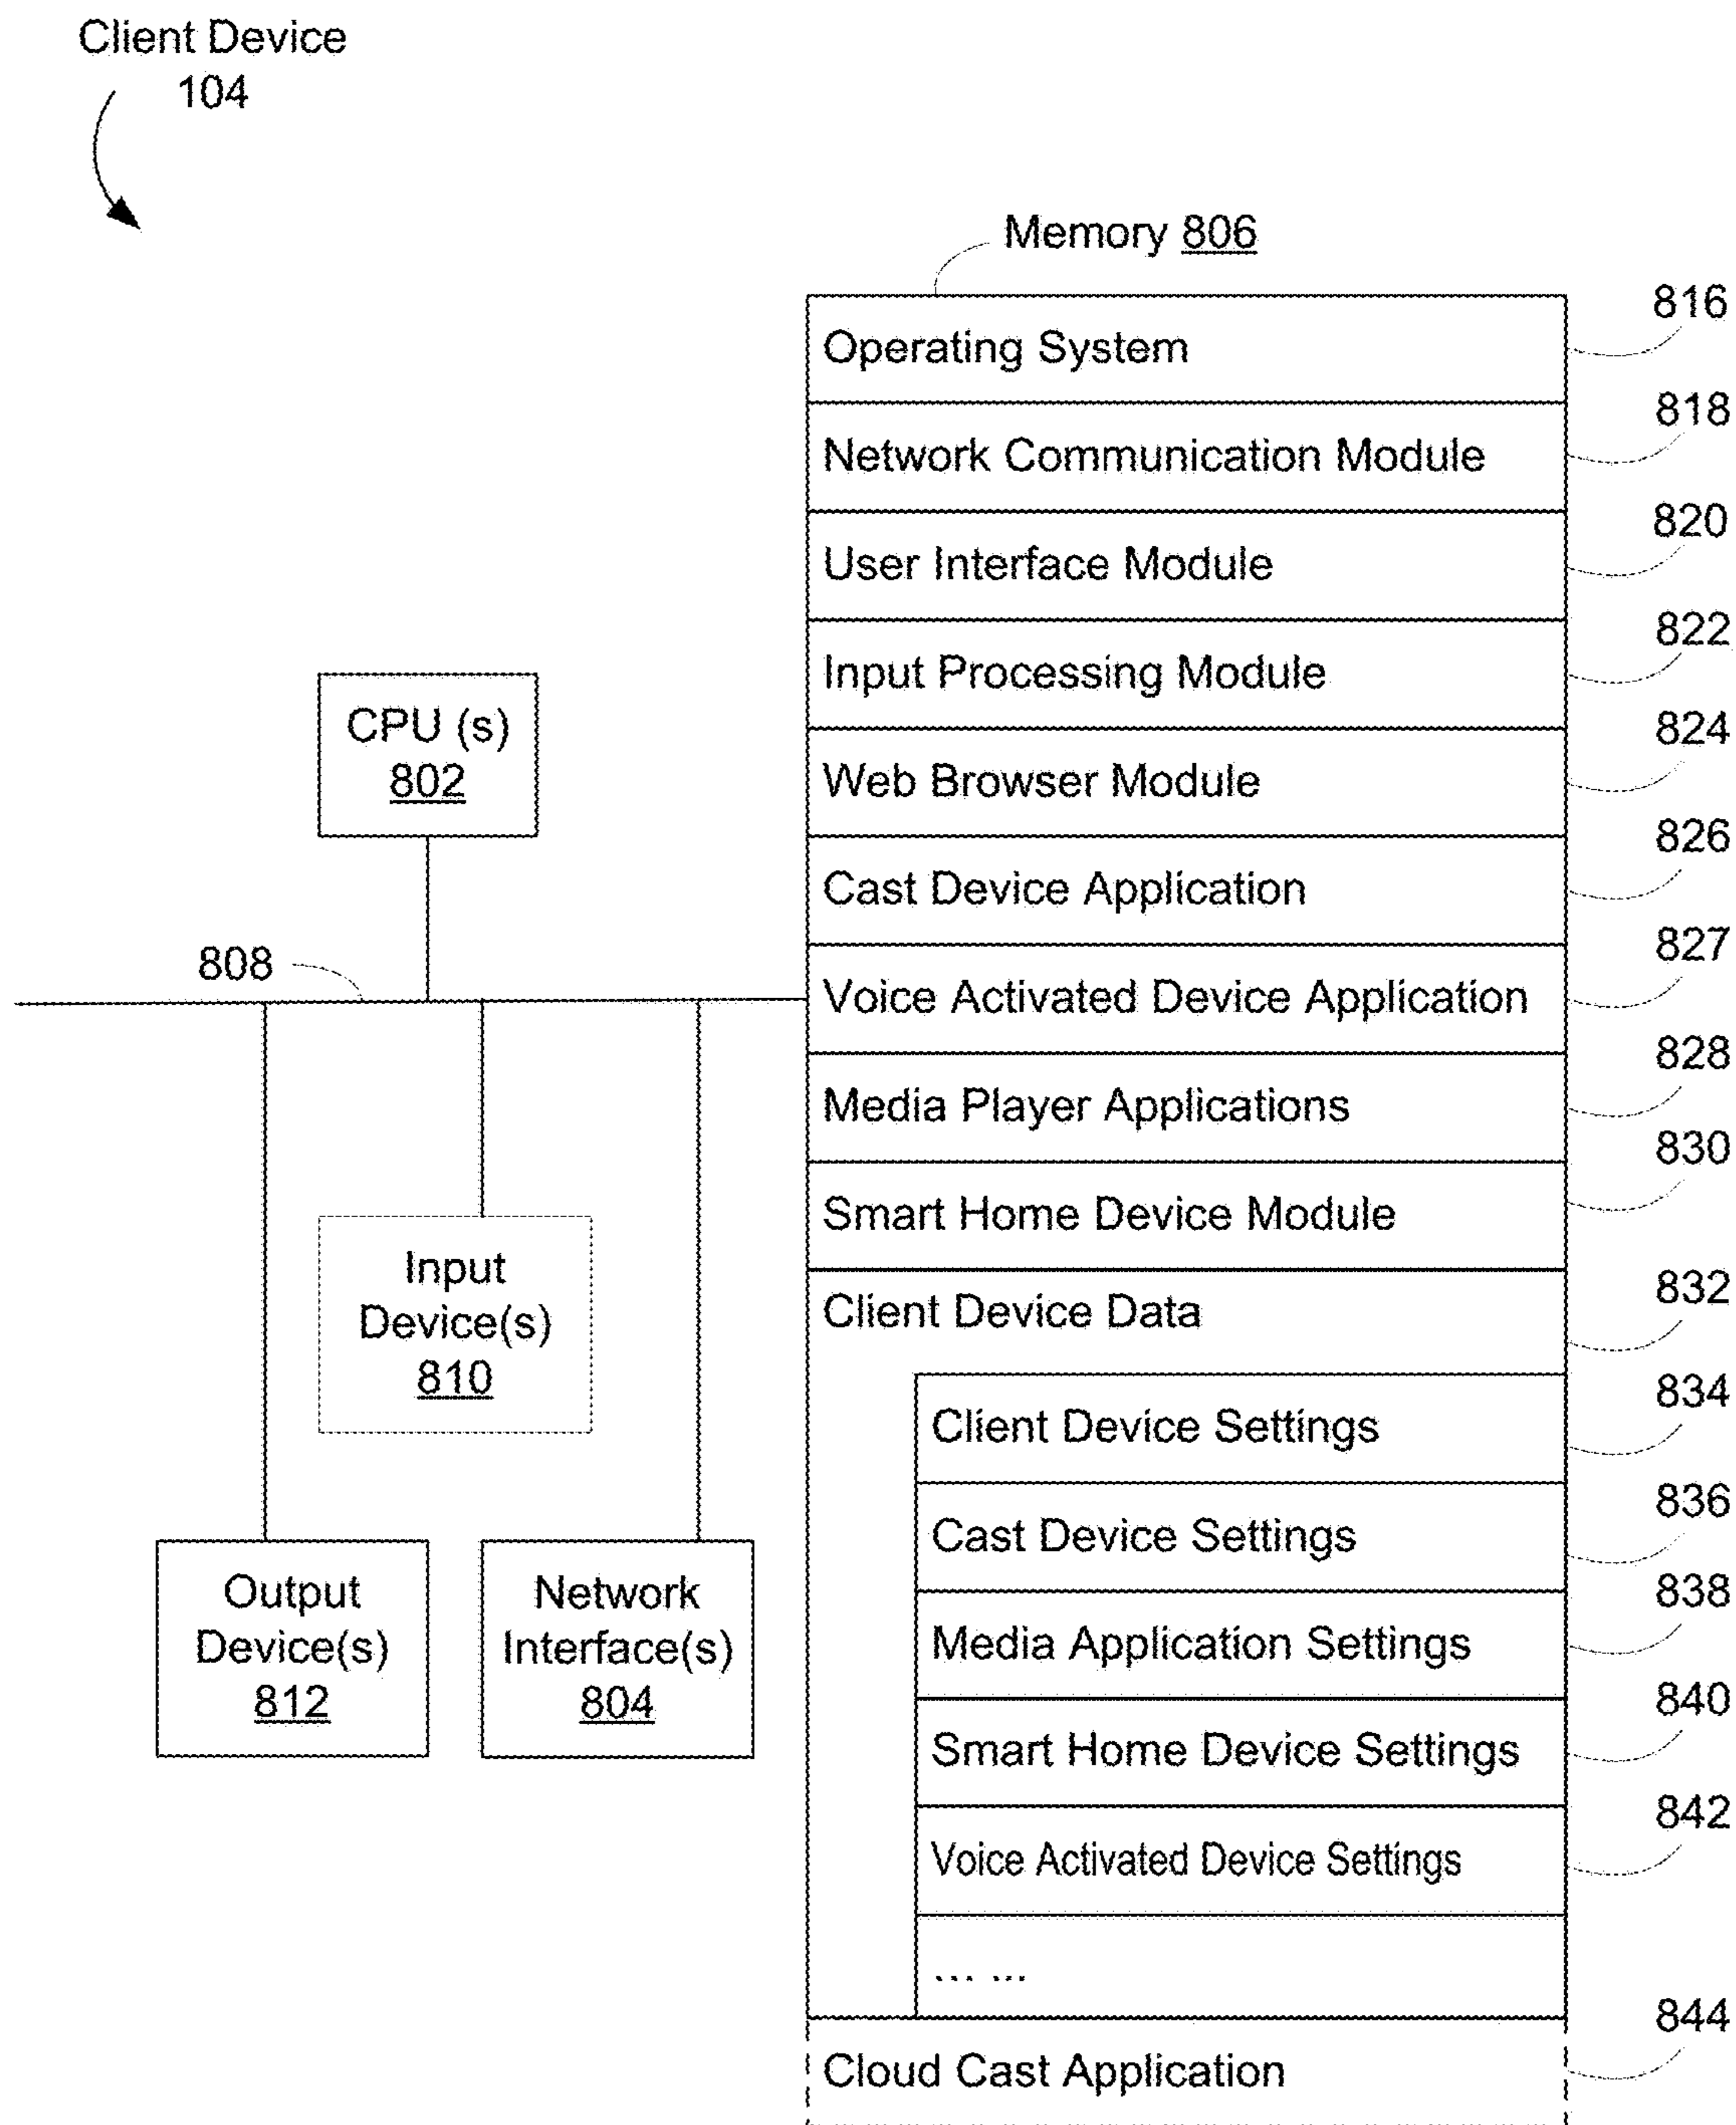 Client Device
104
Memory 806
Operating System
816
Network Communication Module
818
User Interface Module
820
Input Processing Module
822
Web Browser Module
824
Cast Device Application
826
Voice Activated Device Application
827
Media Player Applications
828
Smart Home Device Module
830
Client Device Data
832
Client Device Settings
834
Cast Device Settings
836
Media Application Settings
838
Smart Home Device Settings
840
Voice Activated Device Settings
842
... ...
Cloud Cast Application
844
CPU (s)
802
808
Input
Device(s)
810
Output
Device(s)
812
Network
Interface(s)
804